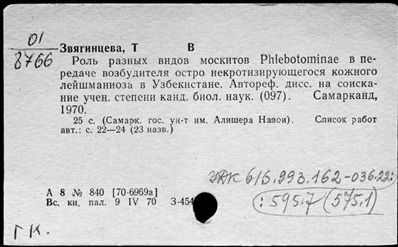 01
8766
Звягинцева, Т В
Роль разных видов москитов Phlebotominae в пе-
редаче возбудителя остро некротизирующегося кожного
лейшманиоза в Узбекистане. Автореф. дисс. на соиска-
ние учен. степени канд. биол. наук. (097). Самарканд,
1970.
25 с. (Самарк. гос. ун-т им. Алишера Навои). Список работ
авт.: с. 22—24 (23 назв.)
УДК 616.993.162-036.22:
:595.7 (575.1)
А 8 № 840 [70-6969а]
Вс. кн. пал. 9 IV 70 З-454
ГК.